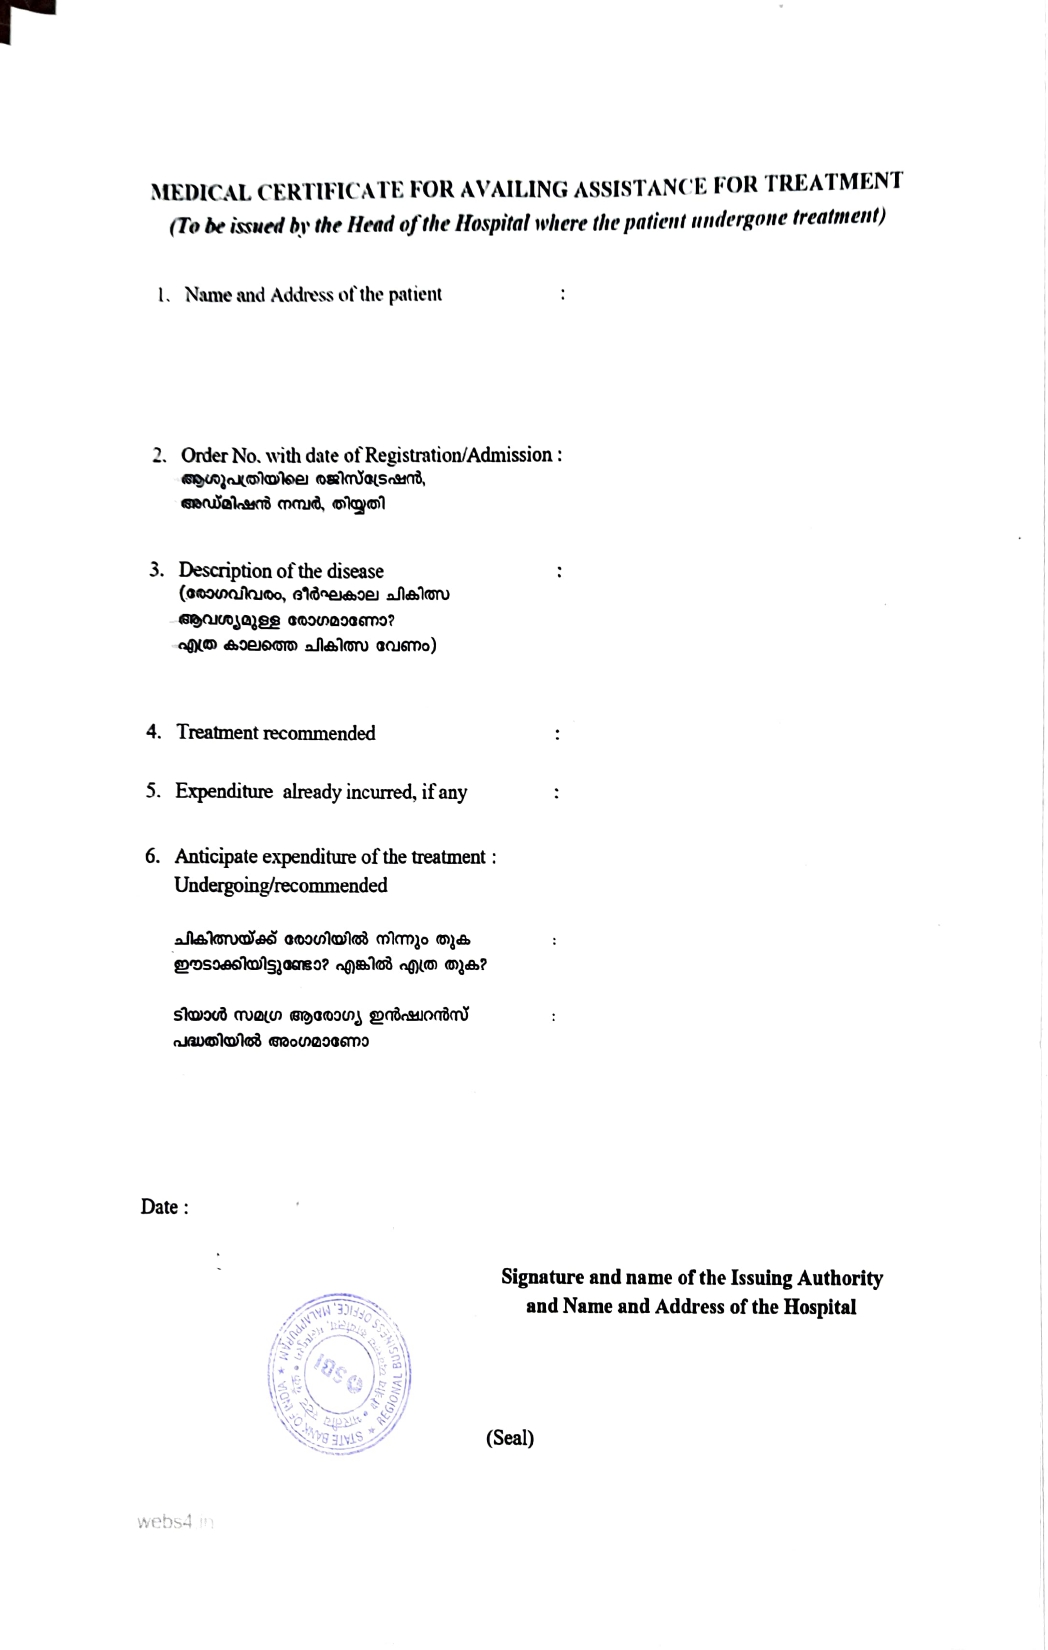 MEDICAL CERTIFICATE FOR AVAILING ASSISTANCE FOR TREATMENT
(To be issued by the Head of the Hospital where the patient undergone treatment)
1. Name and Address of the patient :
2. Order No. with date of Registration/Admission :
ആശുപത്രിയിലെ രജിസ്ട്രേഷൻ,
അഡ്മിഷൻ നമ്പർ, തിയ്യതി
3. Description of the disease :
(രോഗവിവരം, ദീർഘകാല ചികിത്സ
ആവശ്യമുള്ള രോഗമാണോ?
എത്ര കാലത്തെ ചികിത്സ വേണം)
4. Treatment recommended :
5. Expenditure already incurred, if any :
6. Anticipate expenditure of the treatment :
Undergoing/recommended
ചികിത്സയ്ക്ക് രോഗിയിൽ നിന്നും തുക :
ഈടാക്കിയിട്ടുണ്ടോ? എങ്കിൽ എത്ര തുക?
ടിയാൾ സമഗ്ര ആരോഗ്യ ഇൻഷ്വറൻസ് :
പദ്ധതിയിൽ അംഗമാണോ
Date :
Signature and name of the Issuing Authority
and Name and Address of the Hospital
STATE BANK OF INDIA ★ REGIONAL BUSINESS OFFICE, MALAPPURAM ★
भारतीय स्टेट बैंक
SBI
(Seal)
webs4.in